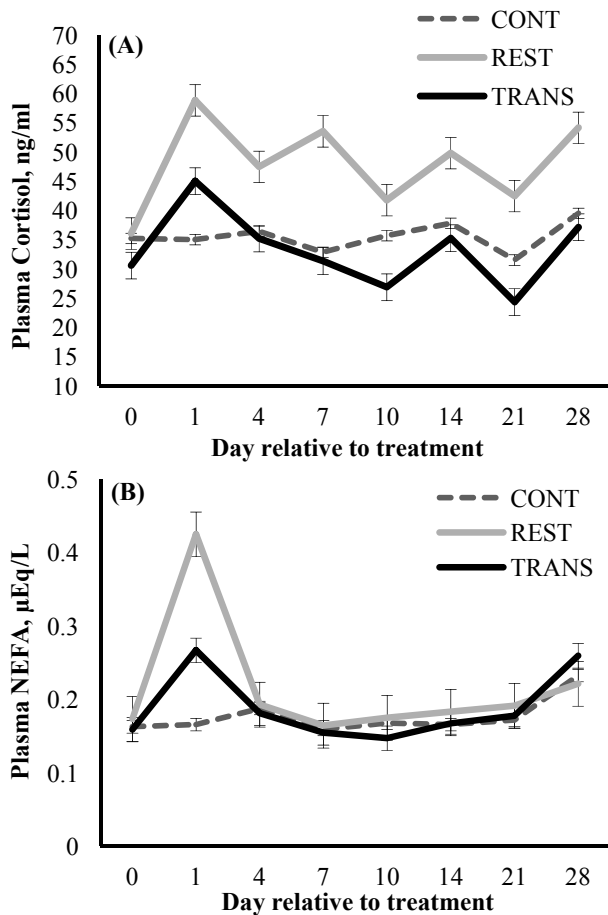 (A)
CONT
REST
TRANS
Plasma Cortisol, ng/ml
70
65
60
55
50
45
40
35
30
25
20
15
10
0 1 4 7 10 14 21 28
Day relative to treatment
(B)
CONT
REST
TRANS
Plasma NEFA, µEq/L
0.5
0.4
0.3
0.2
0.1
0
0 1 4 7 10 14 21 28
Day relative to treatment